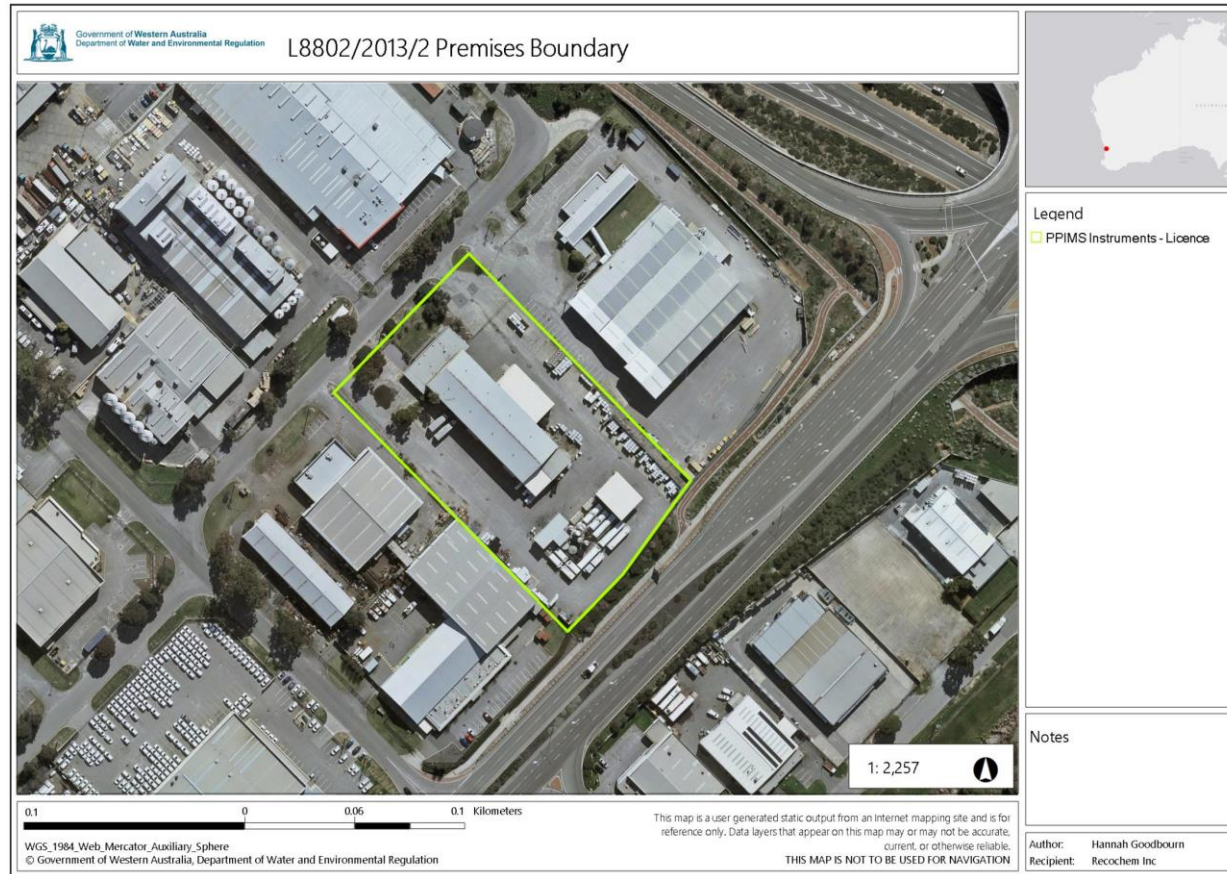 Government of Western Australia
Department of Water and Environmental Regulation
L8802/2013/2 Premises Boundary
Legend
PPIMS Instruments - Licence
Notes
1: 2,257
0.1 0 0.06 0.1 Kilometers
WGS_1984_Web_Mercator_Auxiliary_Sphere
© Government of Western Australia, Department of Water and Environmental Regulation
This map is a user generated static output from an Internet mapping site and is for
reference only. Data layers that appear on this map may or may not be accurate,
current, or otherwise reliable.
THIS MAP IS NOT TO BE USED FOR NAVIGATION
Author: Hannah Goodbourn
Recipient: Recochem Inc